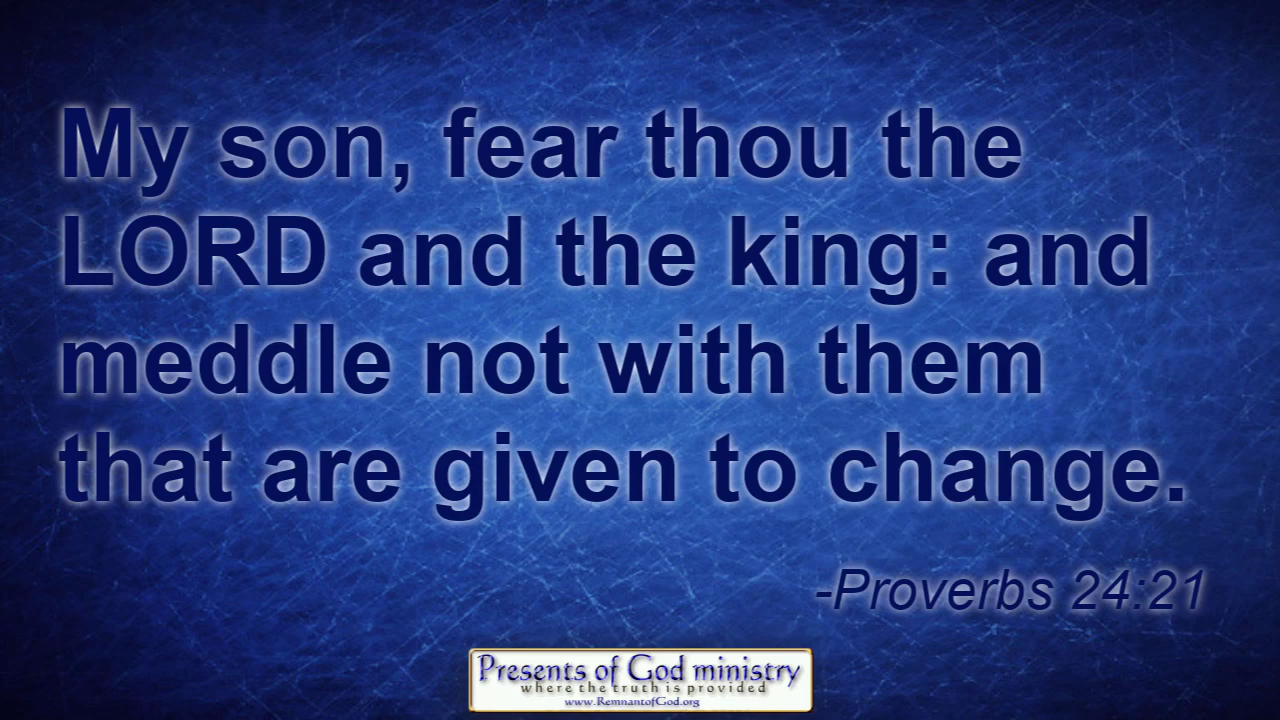 My son, fear thou the
LORD and the king: and
meddle not with them
that are given to change.
-Proverbs 24:21
Presents of God ministry
where the truth is provided
www.RemnantofGod.org